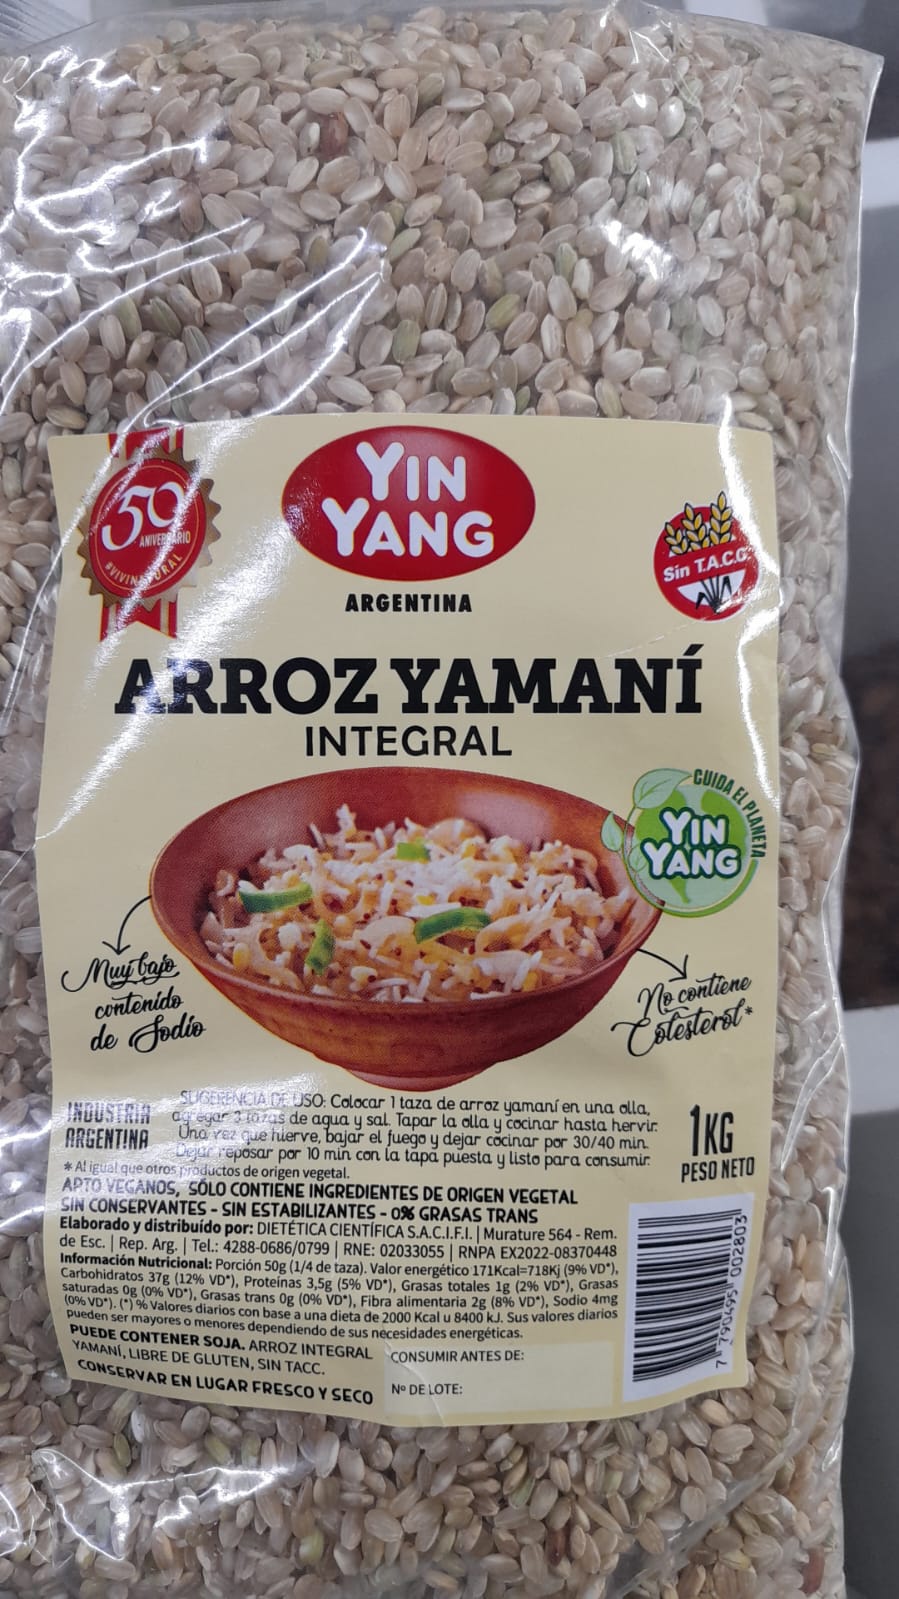 50
ANIVERSARIO
#VIVINATURAL
YIN
YANG
ARGENTINA
Sin T.A.C.C.
ARROZ YAMANÍ
INTEGRAL
CUIDA EL PLANETA
YIN
YANG
Muy bajo
contenido
de Sodio
No contiene
Colesterol*
INDUSTRIA
ARGENTINA
SUGERENCIA DE USO: Colocar 1 taza de arroz yamaní en una olla,
agregar 3 tazas de agua y sal. Tapar la olla y cocinar hasta hervir.
Una vez que hierve, bajar el fuego y dejar cocinar por 30/40 min.
Dejar reposar por 10 min con la tapa puesta y listo para consumir.
1KG
PESO NETO
* Al igual que otros productos de origen vegetal.
APTO VEGANOS, SÓLO CONTIENE INGREDIENTES DE ORIGEN VEGETAL
SIN CONSERVANTES - SIN ESTABILIZANTES - 0% GRASAS TRANS
Elaborado y distribuido por: DIETÉTICA CIENTÍFICA S.A.C.I.F.I. | Murature 564 - Rem.
de Esc. | Rep. Arg. | Tel.: 4288-0686/0799 | RNE: 02033055 | RNPA EX2022-08370448
Información Nutricional: Porción 50g (1/4 de taza). Valor energético 171Kcal=718Kj (9% VD*),
Carbohidratos 37g (12% VD*), Proteínas 3,5g (5% VD*), Grasas totales 1g (2% VD*), Grasas
saturadas 0g (0% VD*), Grasas trans 0g (0% VD*), Fibra alimentaria 2g (8% VD*), Sodio 4mg
(0% VD*). (*) % Valores diarios con base a una dieta de 2000 Kcal u 8400 kJ. Sus valores diarios
pueden ser mayores o menores dependiendo de sus necesidades energéticas.
PUEDE CONTENER SOJA. ARROZ INTEGRAL
YAMANÍ, LIBRE DE GLUTEN, SIN TACC.
CONSERVAR EN LUGAR FRESCO Y SECO
CONSUMIR ANTES DE:
Nº DE LOTE:
7 790495 002803